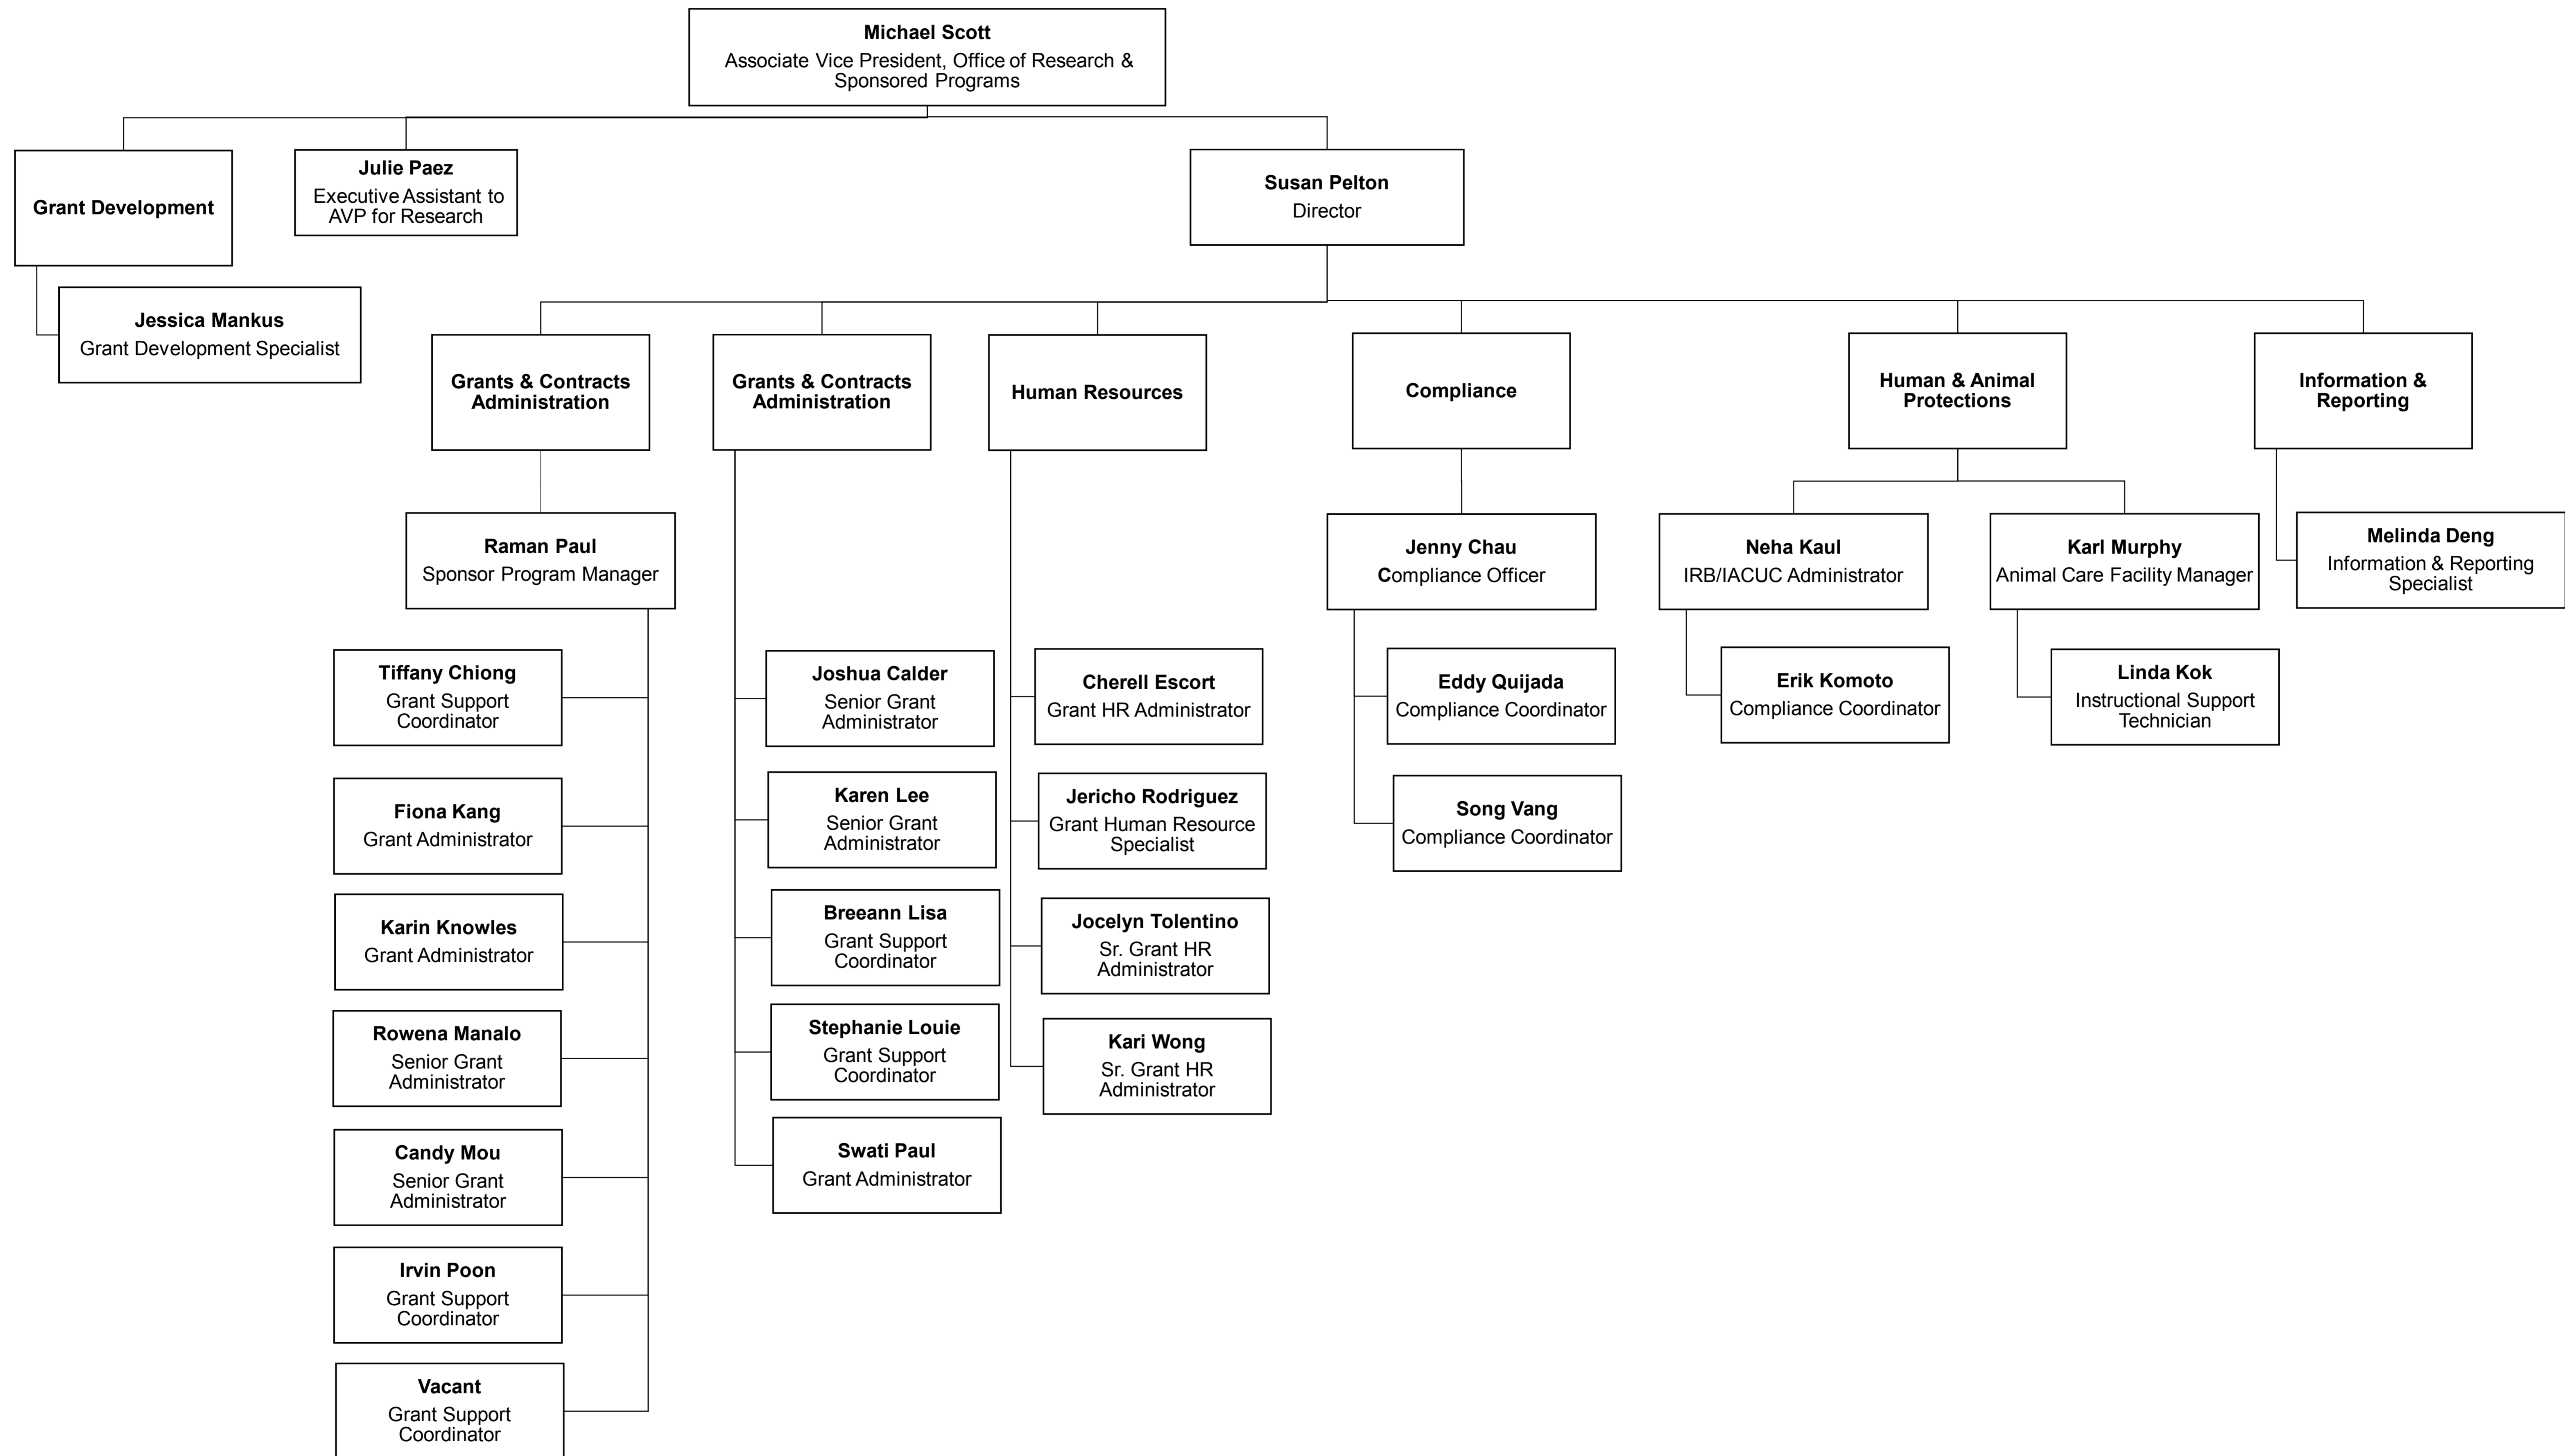 Michael Scott
Associate Vice President, Office of Research &
Sponsored Programs
Grant Development
Julie Paez
Executive Assistant to
AVP for Research
Susan Pelton
Director
Jessica Mankus
Grant Development Specialist
Grants & Contracts
Administration
Grants & Contracts
Administration
Human Resources
Compliance
Human & Animal
Protections
Information &
Reporting
Raman Paul
Sponsor Program Manager
Jenny Chau
Compliance Officer
Neha Kaul
IRB/IACUC Administrator
Karl Murphy
Animal Care Facility Manager
Melinda Deng
Information & Reporting
Specialist
Tiffany Chiong
Grant Support
Coordinator
Joshua Calder
Senior Grant
Administrator
Cherell Escort
Grant HR Administrator
Eddy Quijada
Compliance Coordinator
Erik Komoto
Compliance Coordinator
Linda Kok
Instructional Support
Technician
Fiona Kang
Grant Administrator
Karen Lee
Senior Grant
Administrator
Jericho Rodriguez
Grant Human Resource
Specialist
Song Vang
Compliance Coordinator
Karin Knowles
Grant Administrator
Breeann Lisa
Grant Support
Coordinator
Jocelyn Tolentino
Sr. Grant HR
Administrator
Rowena Manalo
Senior Grant
Administrator
Stephanie Louie
Grant Support
Coordinator
Kari Wong
Sr. Grant HR
Administrator
Candy Mou
Senior Grant
Administrator
Swati Paul
Grant Administrator
Irvin Poon
Grant Support
Coordinator
Vacant
Grant Support
Coordinator